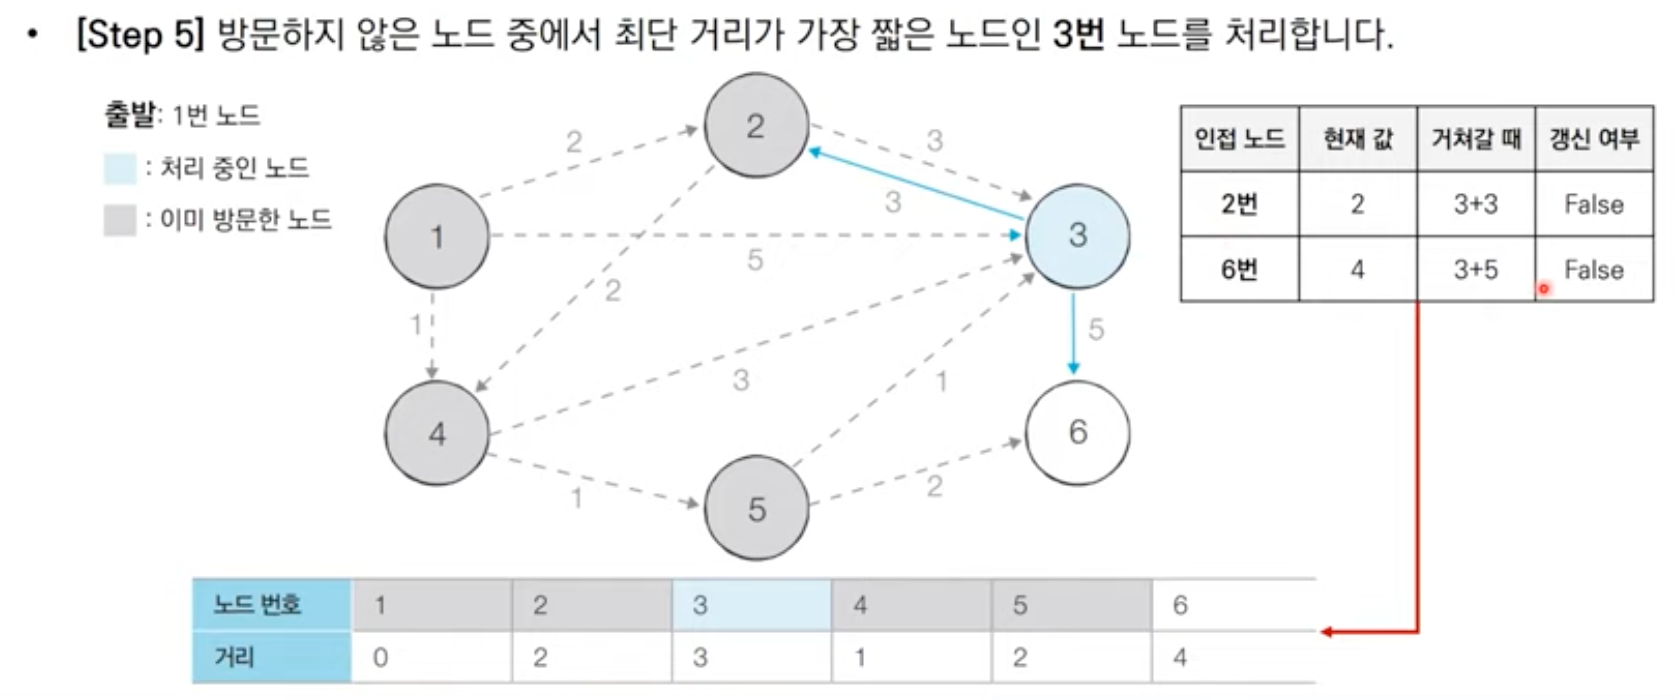 • [Step 5] 방문하지 않은 노드 중에서 최단 거리가 가장 짧은 노드인 3번 노드를 처리합니다.
출발: 1번 노드
: 처리 중인 노드
: 이미 방문한 노드
2
2
3
3
1
5
3
2
1
5
3
1
4
6
1
2
5
인접 노드 현재 값 거쳐갈 때 갱신 여부
2번 2 3+3 False
6번 4 3+5 False
노드 번호 1 2 3 4 5 6
거리 0 2 3 1 2 4